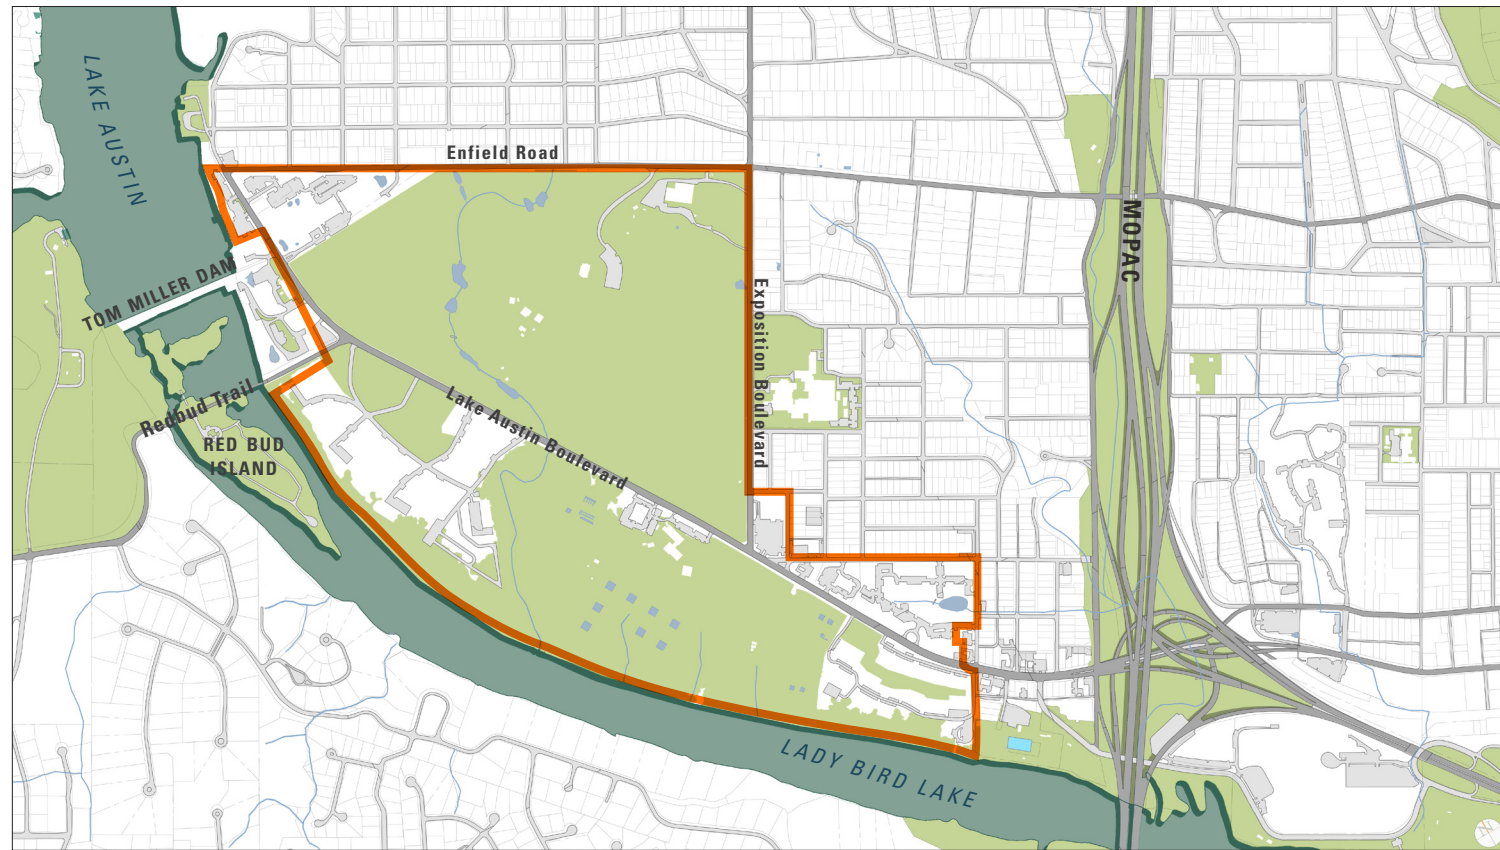 LAKE AUSTIN
Enfield Road
MOPAC
TOM MILLER DAM
Exposition Boulevard
Redbud Trail
Lake Austin Boulevard
RED BUD
ISLAND
LADY BIRD LAKE